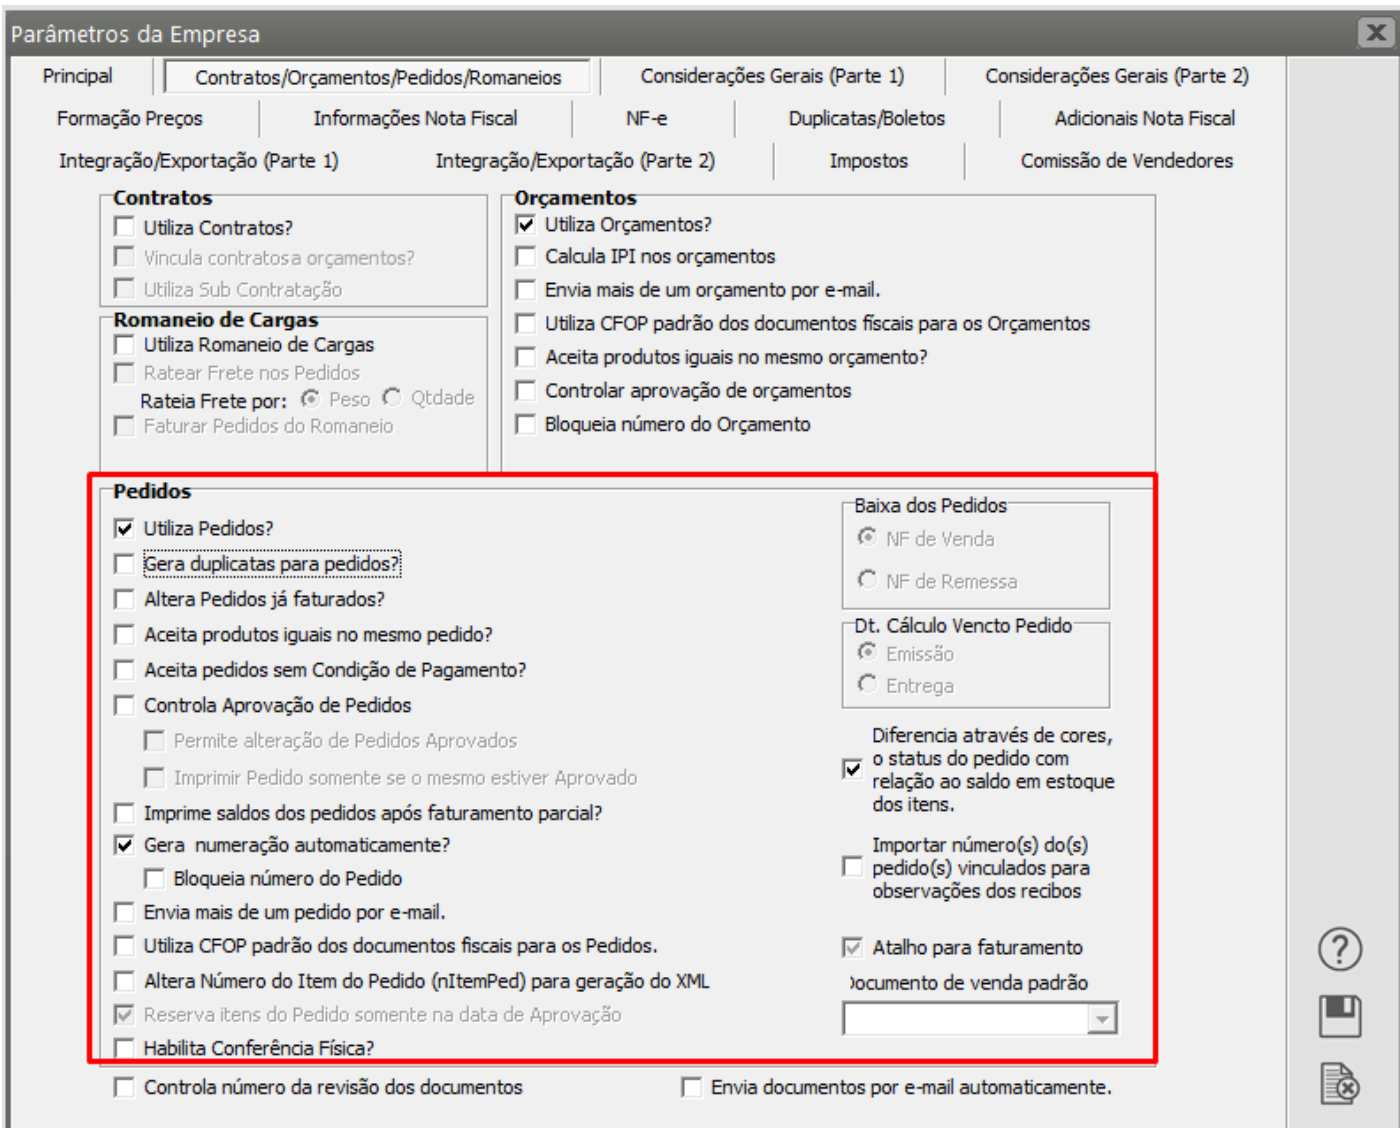 Parâmetros da Empresa
Principal
Contratos/Orçamentos/Pedidos/Romaneios
Considerações Gerais (Parte 1)
Considerações Gerais (Parte 2)
Formação Preços
Informações Nota Fiscal
NF-e
Duplicatas/Boletos
Adicionais Nota Fiscal
Integração/Exportação (Parte 1)
Integração/Exportação (Parte 2)
Impostos
Comissão de Vendedores
Contratos
Utiliza Contratos?
Vincula contratosa orçamentos?
Utiliza Sub Contratação
Romaneio de Cargas
Utiliza Romaneio de Cargas
Ratear Frete nos Pedidos
Rateia Frete por: Peso Qtdade
Faturar Pedidos do Romaneio
Orçamentos
Utiliza Orçamentos?
Calcula IPI nos orçamentos
Envia mais de um orçamento por e-mail.
Utiliza CFOP padrão dos documentos físcais para os Orçamentos
Aceita produtos iguais no mesmo orçamento?
Controlar aprovação de orçamentos
Bloqueia número do Orçamento
Pedidos
Utiliza Pedidos?
Gera duplicatas para pedidos?
Altera Pedidos já faturados?
Aceita produtos iguais no mesmo pedido?
Aceita pedidos sem Condição de Pagamento?
Controla Aprovação de Pedidos
Permite alteração de Pedidos Aprovados
Imprimir Pedido somente se o mesmo estiver Aprovado
Imprime saldos dos pedidos após faturamento parcial?
Gera  numeração automaticamente?
Bloqueia número do Pedido
Envia mais de um pedido por e-mail.
Utiliza CFOP padrão dos documentos fiscais para os Pedidos.
Altera Número do Item do Pedido (nItemPed) para geração do XML
Reserva itens do Pedido somente na data de Aprovação
Habilita Conferência Física?
Baixa dos Pedidos
NF de Venda
NF de Remessa
Dt. Cálculo Vencto Pedido
Emissão
Entrega
Diferencia através de cores,
o status do pedido com
relação ao saldo em estoque
dos itens.
Importar número(s) do(s)
pedido(s) vinculados para
observações dos recibos
Atalho para faturamento
Documento de venda padrão
Controla número da revisão dos documentos
Envia documentos por e-mail automaticamente.